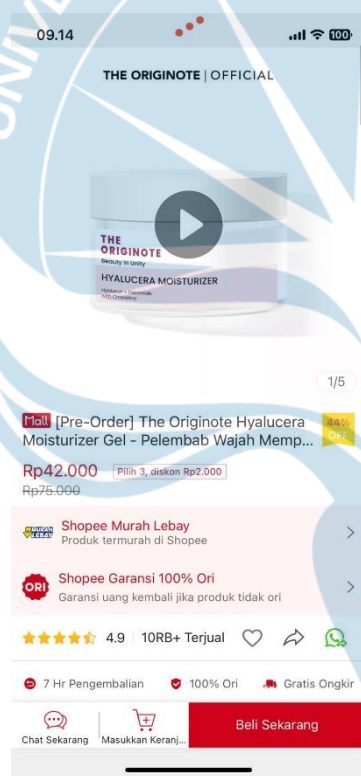 UNIV
09.14
100
THE ORIGINOTE | OFFICIAL
THE
ORIGINOTE
Beauty in Unity
HYALUCERA MOISTURIZER
Hyaluron + Ceramide
With Chlorelina
1/5
Mall [Pre-Order] The Originote Hyalucera
Moisturizer Gel - Pelembab Wajah Memp...
44%
OFF
Rp42.000 Pilih 3, diskon Rp2.000
Rp75.000
MURAH
LEBAY
Shopee Murah Lebay
Produk termurah di Shopee
ORI
Shopee Garansi 100% Ori
Garansi uang kembali jika produk tidak ori
4.9 10RB+ Terjual
7 Hr Pengembalian 100% Ori Gratis Ongkir
Chat Sekarang Masukkan Keranj... Beli Sekarang